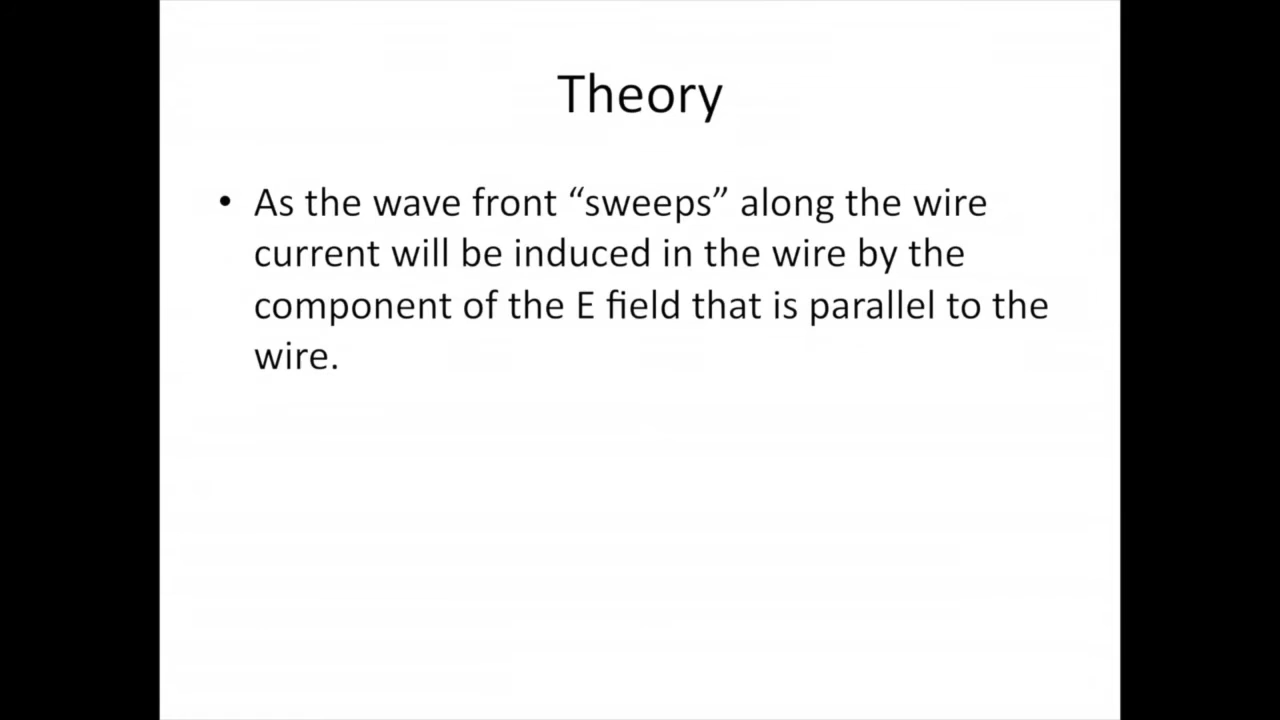 Theory
• As the wave front “sweeps” along the wire
current will be induced in the wire by the
component of the E field that is parallel to the
wire.